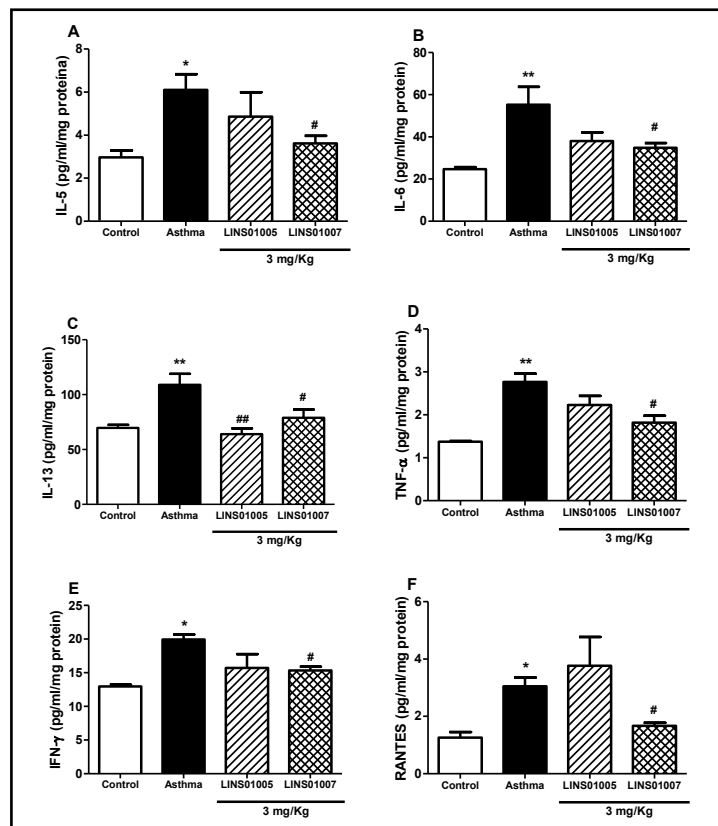 A
IL-5 (pg/ml/mg proteína)
8
6
4
2
0
*
#
Control
Asthma
LINS01005
LINS01007
3 mg/Kg
B
IL-6 (pg/ml/mg protein)
80
60
40
20
0
**
#
Control
Asthma
LINS01005
LINS01007
3 mg/Kg
C
IL-13 (pg/ml/mg protein)
150
100
50
0
**
##
#
Control
Asthma
LINS01005
LINS01007
3 mg/Kg
D
TNF-α (pg/ml/mg protein)
4
3
2
1
0
**
#
Control
Asthma
LINS01005
LINS01007
3 mg/Kg
E
IFN-γ (pg/ml/mg protein)
25
20
15
10
5
0
*
#
Control
Asthma
LINS01005
LINS01007
3 mg/Kg
F
RANTES (pg/ml/mg protein)
6
4
2
0
*
#
Control
Asthma
LINS01005
LINS01007
3 mg/Kg